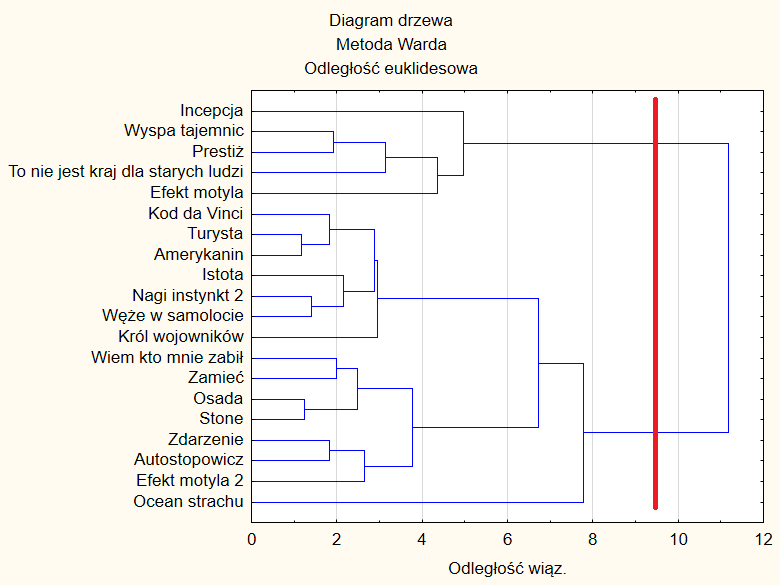 Diagram drzewa
Metoda Warda
Odległość euklidesowa
Incepcja
Wyspa tajemnic
Prestiż
To nie jest kraj dla starych ludzi
Efekt motyla
Kod da Vinci
Turysta
Amerykanin
Istota
Nagi instynkt 2
Węże w samolocie
Król wojowników
Wiem kto mnie zabił
Zamieć
Osada
Stone
Zdarzenie
Autostopowicz
Efekt motyla 2
Ocean strachu
0 2 4 6 8 10 12
Odległość wiąz.